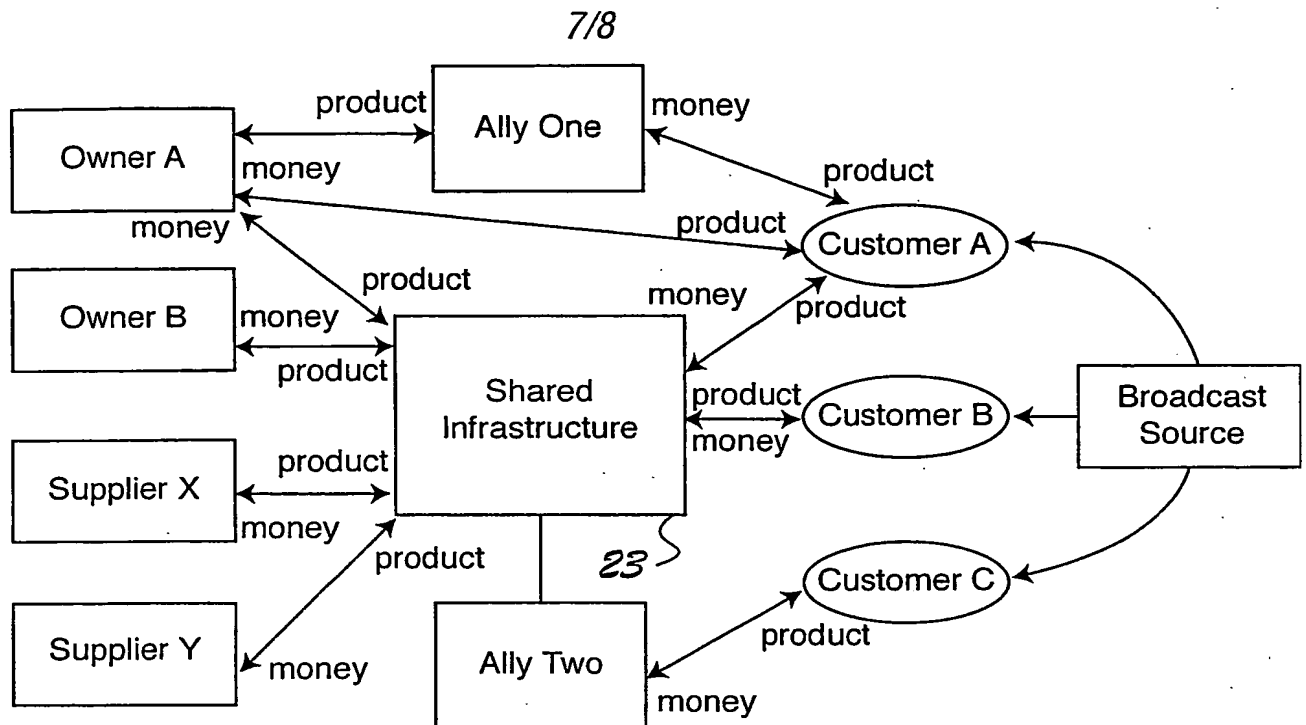 7/8
product
Ally One
money
Owner A
money
product
money
product
Customer A
product
money
product
Owner B
money
product
Shared
Infrastructure
product
money
Customer B
Broadcast
Source
product
Supplier X
money
product
23
Customer C
product
Supplier Y
money
Ally Two
money